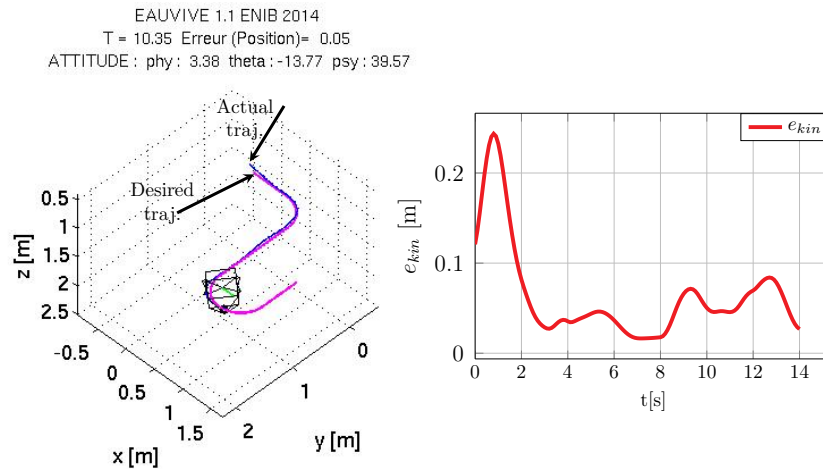 EAUVIVE 1.1 ENIB 2014
T = 10.35 Erreur (Position)= 0.05
ATTITUDE : phy : 3.38 theta : -13.77 psy : 39.57
Actual
traj.
Desired
traj.
0.5
1
1.5
2
2.5
z [m]
-0.5
0
0.5
1
1.5
x [m]
2
1
0
y [m]
e_kin
0.2
0.1
0
e_kin [m]
0 2 4 6 8 10 12 14
t[s]